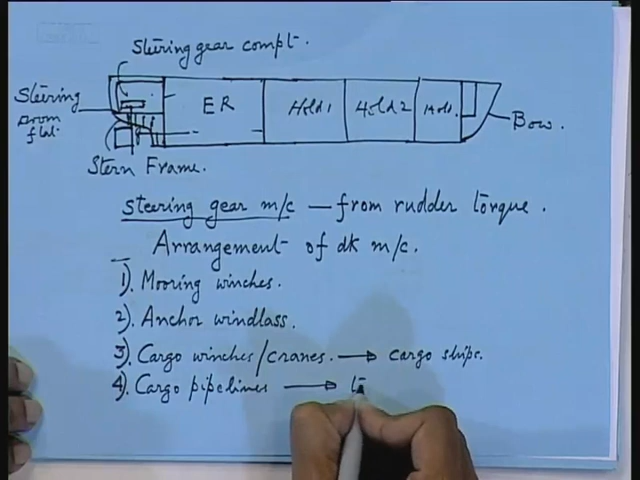 Steering gear compt.
Steering
room
flat.
ER
Hold 1
Hold 2
Hold.
Bow.
Stern Frame.
Steering gear m/c — from rudder torque.
Arrangement of dk m/c.
1). Mooring winches.
2). Anchor windlass.
3). Cargo winches/cranes. → cargo ships.
4). Cargo pipelines →